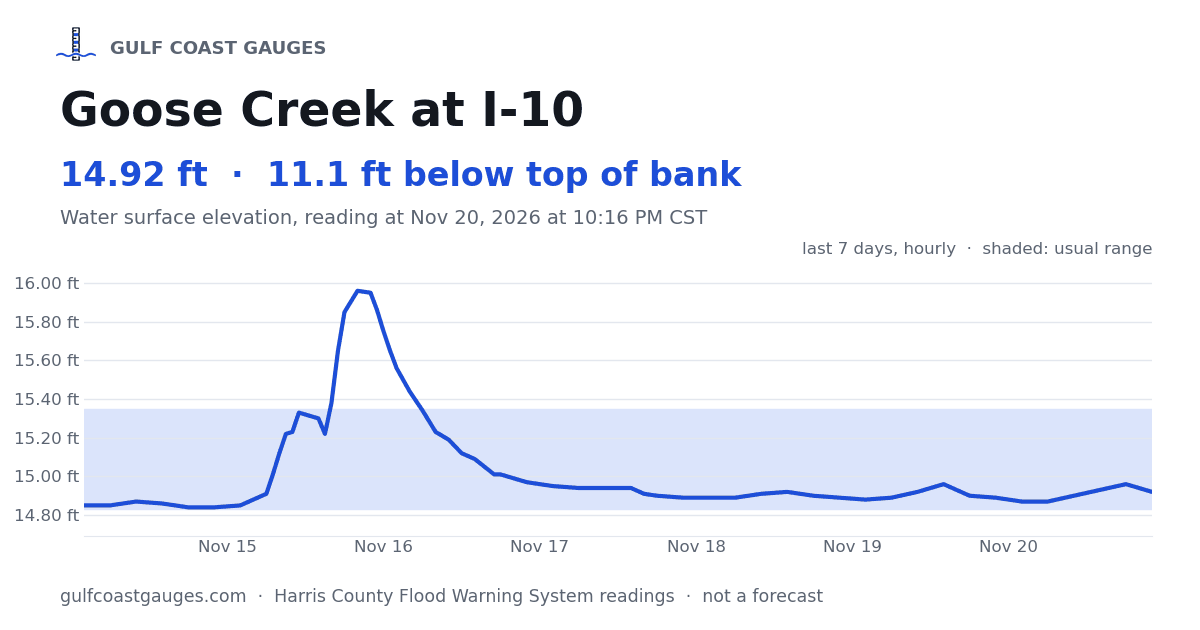 GULF COAST GAUGES
Goose Creek at I-10
14.92 ft · 11.1 ft below top of bank
Water surface elevation, reading at Nov 20, 2026 at 10:16 PM CST
last 7 days, hourly · shaded: usual range
16.00 ft
15.80 ft
15.60 ft
15.40 ft
15.20 ft
15.00 ft
14.80 ft
Nov 15 Nov 16 Nov 17 Nov 18 Nov 19 Nov 20
gulfcoastgauges.com · Harris County Flood Warning System readings · not a forecast